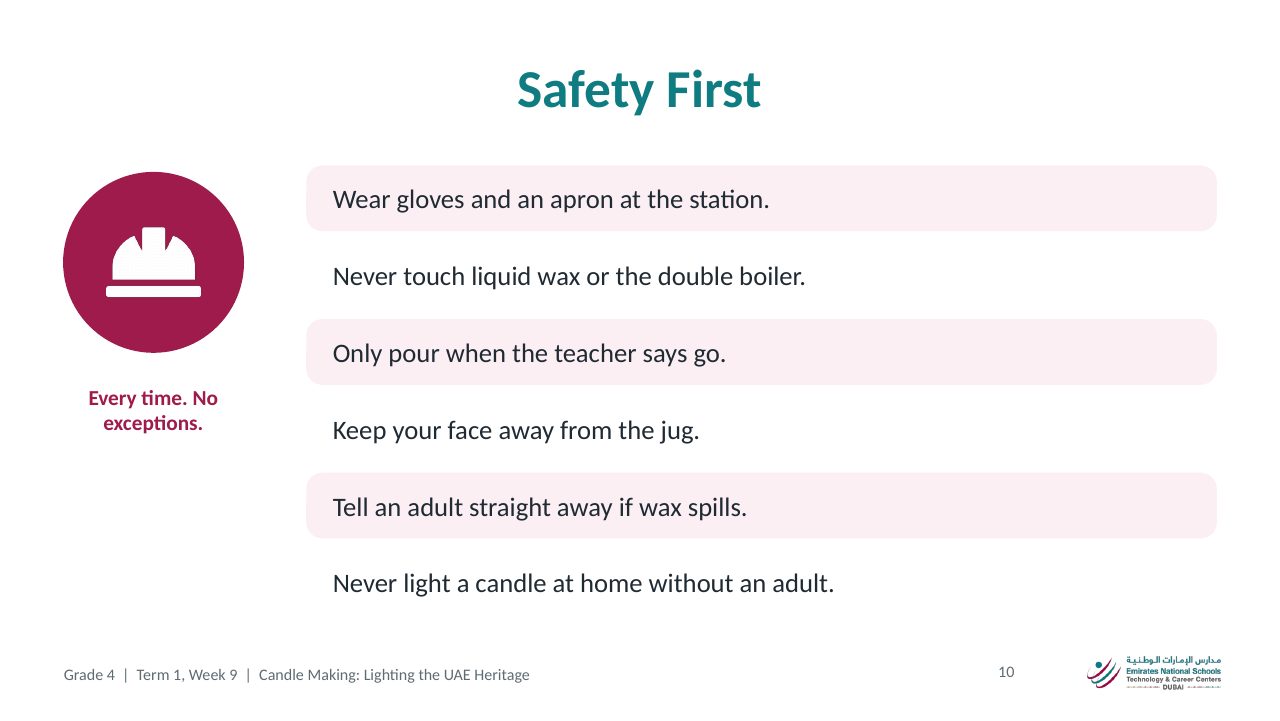 Safety First
Wear gloves and an apron at the station.
Never touch liquid wax or the double boiler.
Only pour when the teacher says go.
Keep your face away from the jug.
Tell an adult straight away if wax spills.
Never light a candle at home without an adult.
Every time. No
exceptions.
Grade 4 | Term 1, Week 9 | Candle Making: Lighting the UAE Heritage
10
مدارس الإمارات الوطنية
Emirates National Schools
Technology & Career Centers
DUBAI